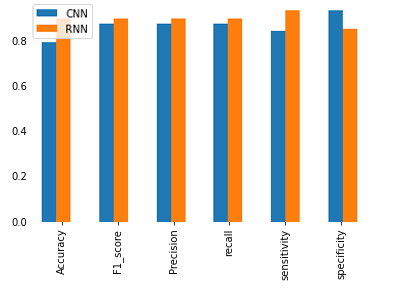 CNN
RNN
0.8
0.6
0.4
0.2
0.0
Accuracy
F1_score
Precision
recall
sensitivity
specificity